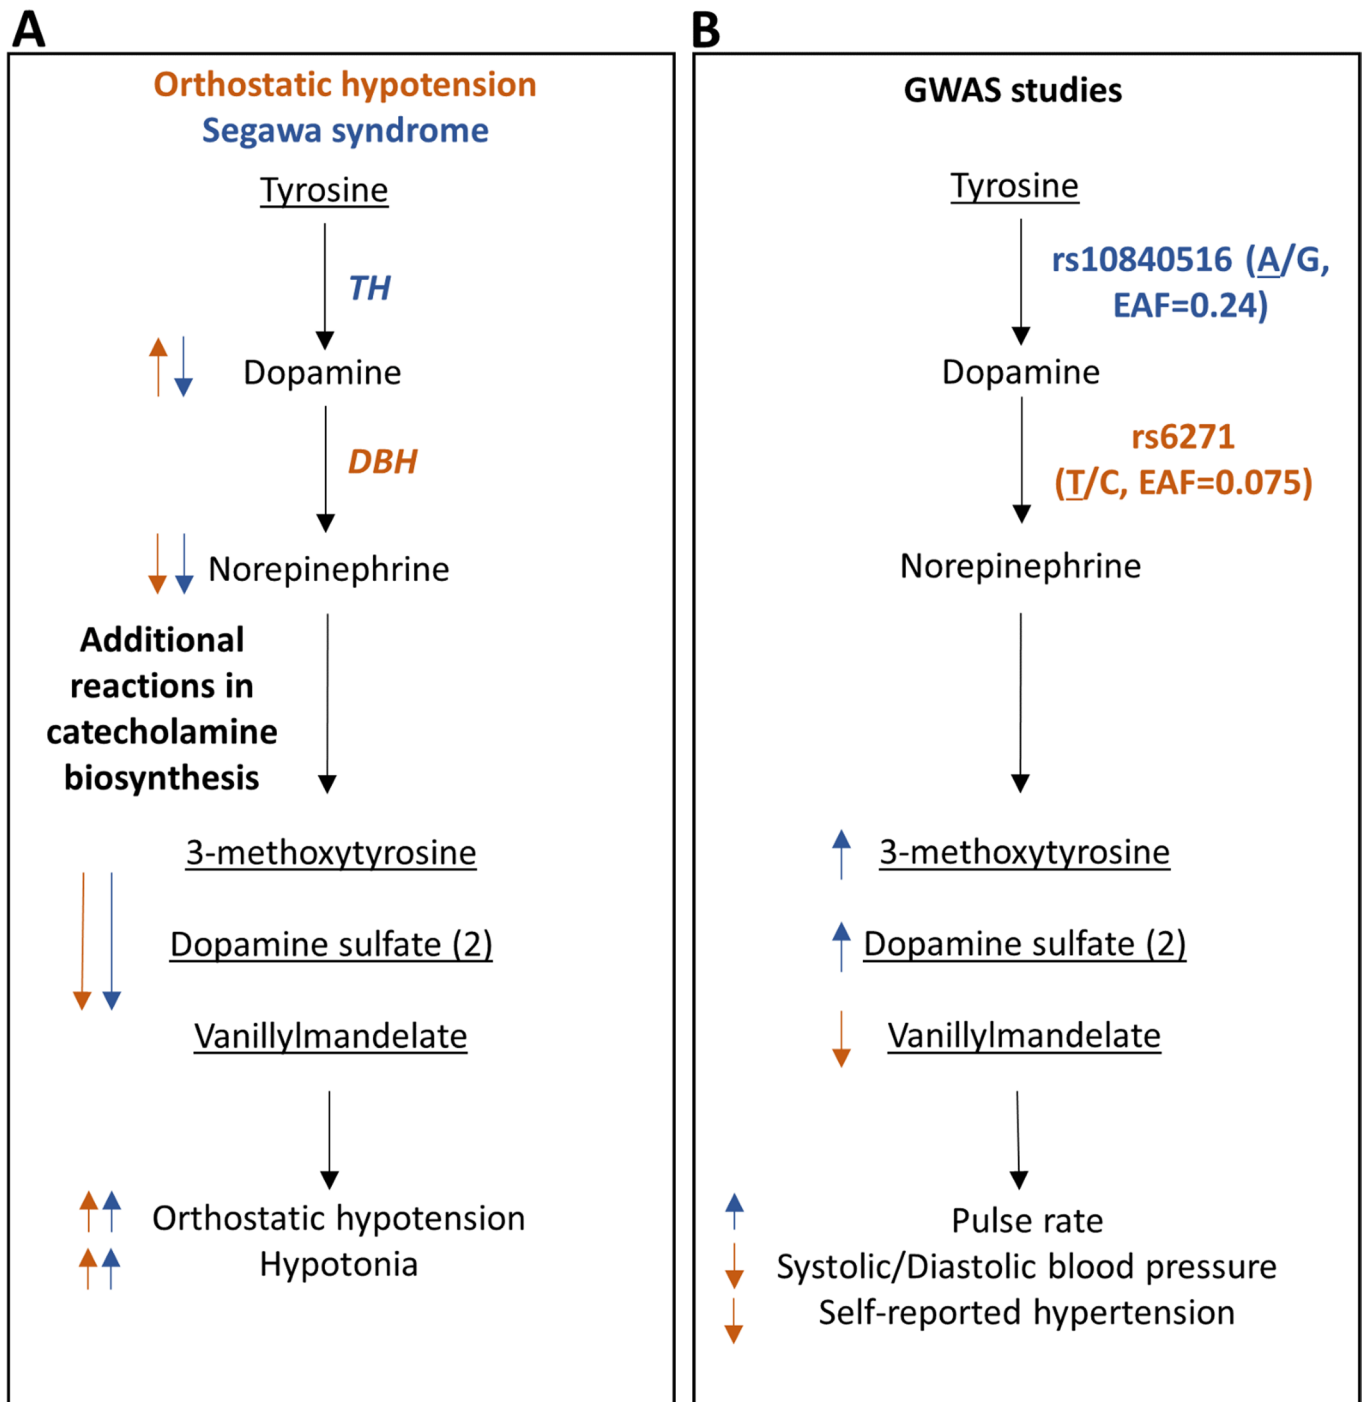 A
Orthostatic hypotension
Segawa syndrome
Tyrosine
TH
Dopamine
DBH
Norepinephrine
Additional
reactions in
catecholamine
biosynthesis
3-methoxytyrosine
Dopamine sulfate (2)
Vanillylmandelate
Orthostatic hypotension
Hypotonia
B
GWAS studies
Tyrosine
rs10840516 (A/G,
EAF=0.24)
Dopamine
rs6271
(T/C, EAF=0.075)
Norepinephrine
3-methoxytyrosine
Dopamine sulfate (2)
Vanillylmandelate
Pulse rate
Systolic/Diastolic blood pressure
Self-reported hypertension